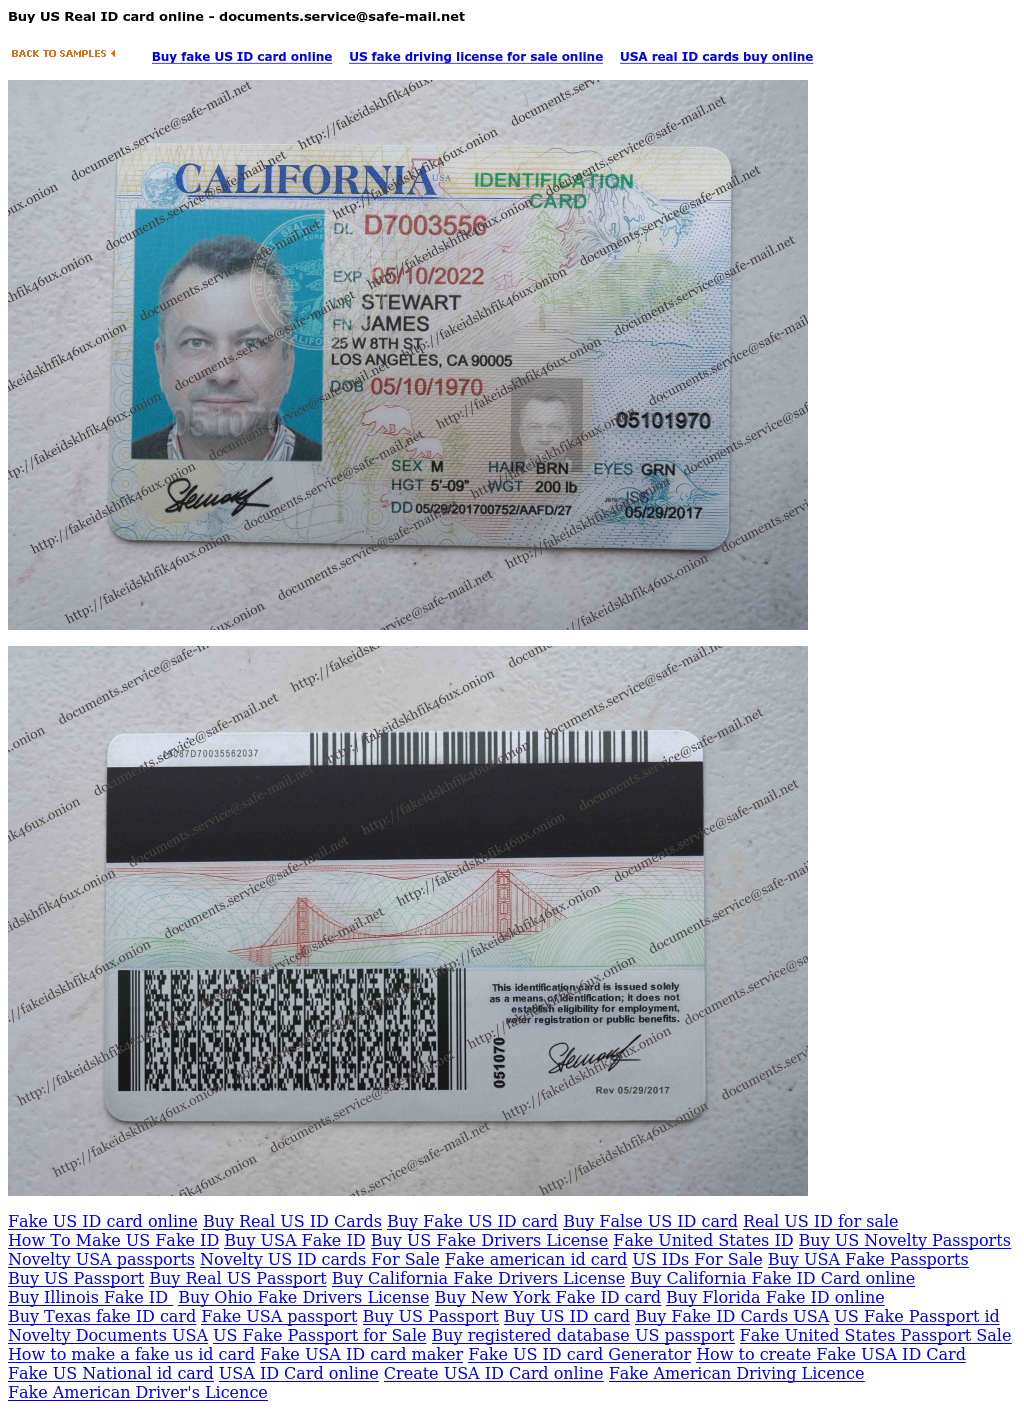 Buy US Real ID card online - documents.service@safe-mail.net
BACK TO SAMPLES
Buy fake US ID card online US fake driving license for sale online USA real ID cards buy online
CALIFORNIA USA IDENTIFICATION CARD
DL D7003556
EXP 05/10/2022
LN STEWART
FN JAMES
25 W 8TH ST
LOS ANGELES, CA 90005
DOB 05/10/1970
05101970
SEX M HAIR BRN EYES GRN
HGT 5'-09" WGT 200 lb ISS
DD 05/29/201700752/AAFD/27 05/29/2017
documents.service@safe-mail.net http://fakeidskhfik46ux.onion
This identification card is issued solely
as a means of identification; it does not
establish eligibility for employment,
voter registration or public benefits.
051070
Rev 05/29/2017
documents.service@safe-mail.net http://fakeidskhfik46ux.onion
Fake US ID card online Buy Real US ID Cards Buy Fake US ID card Buy False US ID card Real US ID for sale
How To Make US Fake ID Buy USA Fake ID Buy US Fake Drivers License Fake United States ID Buy US Novelty Passports
Novelty USA passports Novelty US ID cards For Sale Fake american id card US IDs For Sale Buy USA Fake Passports
Buy US Passport Buy Real US Passport Buy California Fake Drivers License Buy California Fake ID Card online
Buy Illinois Fake ID Buy Ohio Fake Drivers License Buy New York Fake ID card Buy Florida Fake ID online
Buy Texas fake ID card Fake USA passport Buy US Passport Buy US ID card Buy Fake ID Cards USA US Fake Passport id
Novelty Documents USA US Fake Passport for Sale Buy registered database US passport Fake United States Passport Sale
How to make a fake us id card Fake USA ID card maker Fake US ID card Generator How to create Fake USA ID Card
Fake US National id card USA ID Card online Create USA ID Card online Fake American Driving Licence
Fake American Driver's Licence